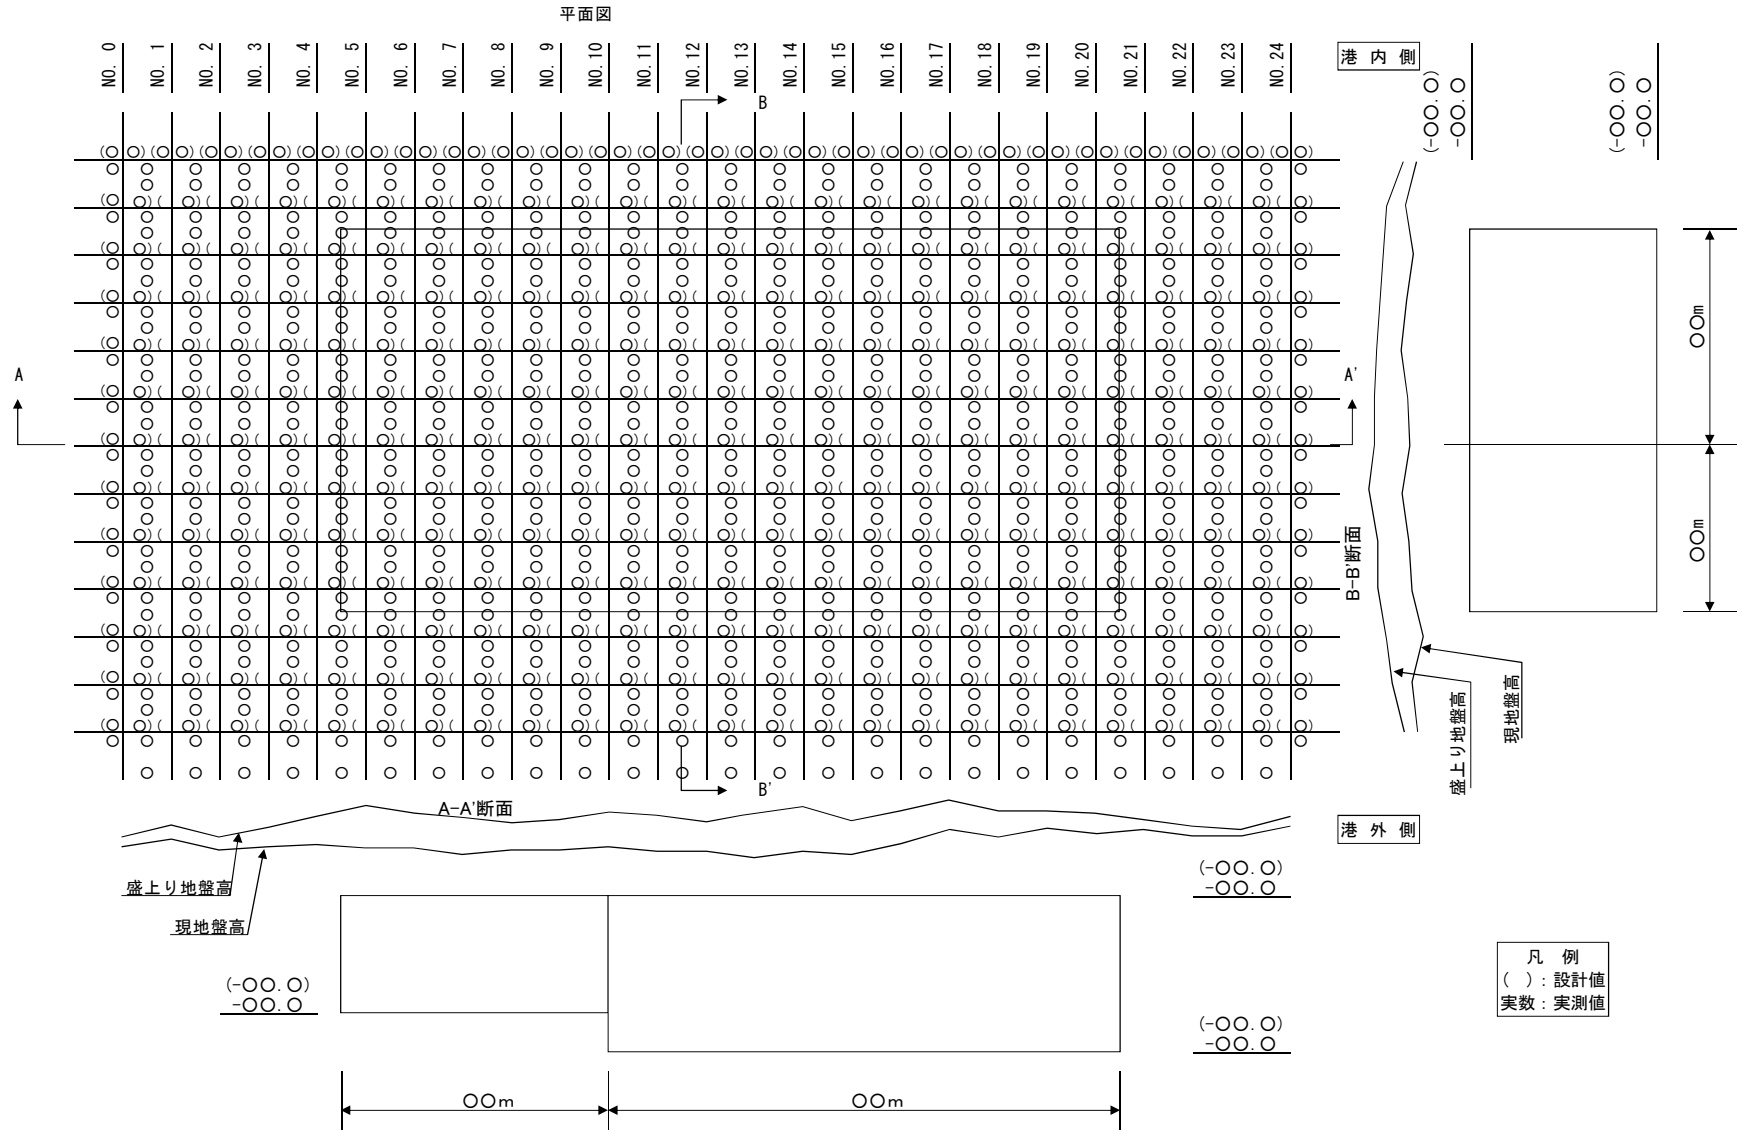 平面図
NO. 0
NO. 1
NO. 2
NO. 3
NO. 4
NO. 5
NO. 6
NO. 7
NO. 8
NO. 9
NO. 10
NO. 11
NO. 12
NO. 13
NO. 14
NO. 15
NO. 16
NO. 17
NO. 18
NO. 19
NO. 20
NO. 21
NO. 22
NO. 23
NO. 24
港 内 側
(-○○.○)
-○○.○
(-○○.○)
-○○.○
B
A
A'
○○m
○○m
B-B'断面
盛上り地盤高
現地盤高
B'
A-A'断面
港 外 側
盛上り地盤高
現地盤高
(-○○.○)
-○○.○
(-○○.○)
-○○.○
(-○○.○)
-○○.○
凡 例
( ) : 設計値
実数 : 実測値
○○m
○○m